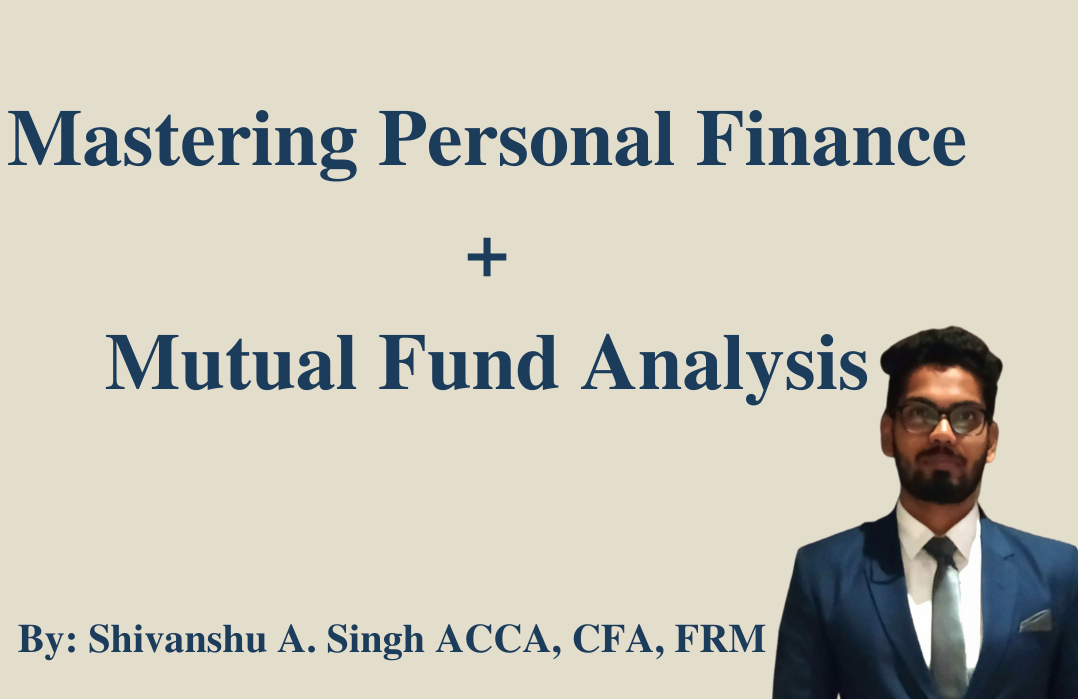 Mastering Personal Finance
+
Mutual Fund Analysis
By: Shivanshu A. Singh ACCA, CFA, FRM